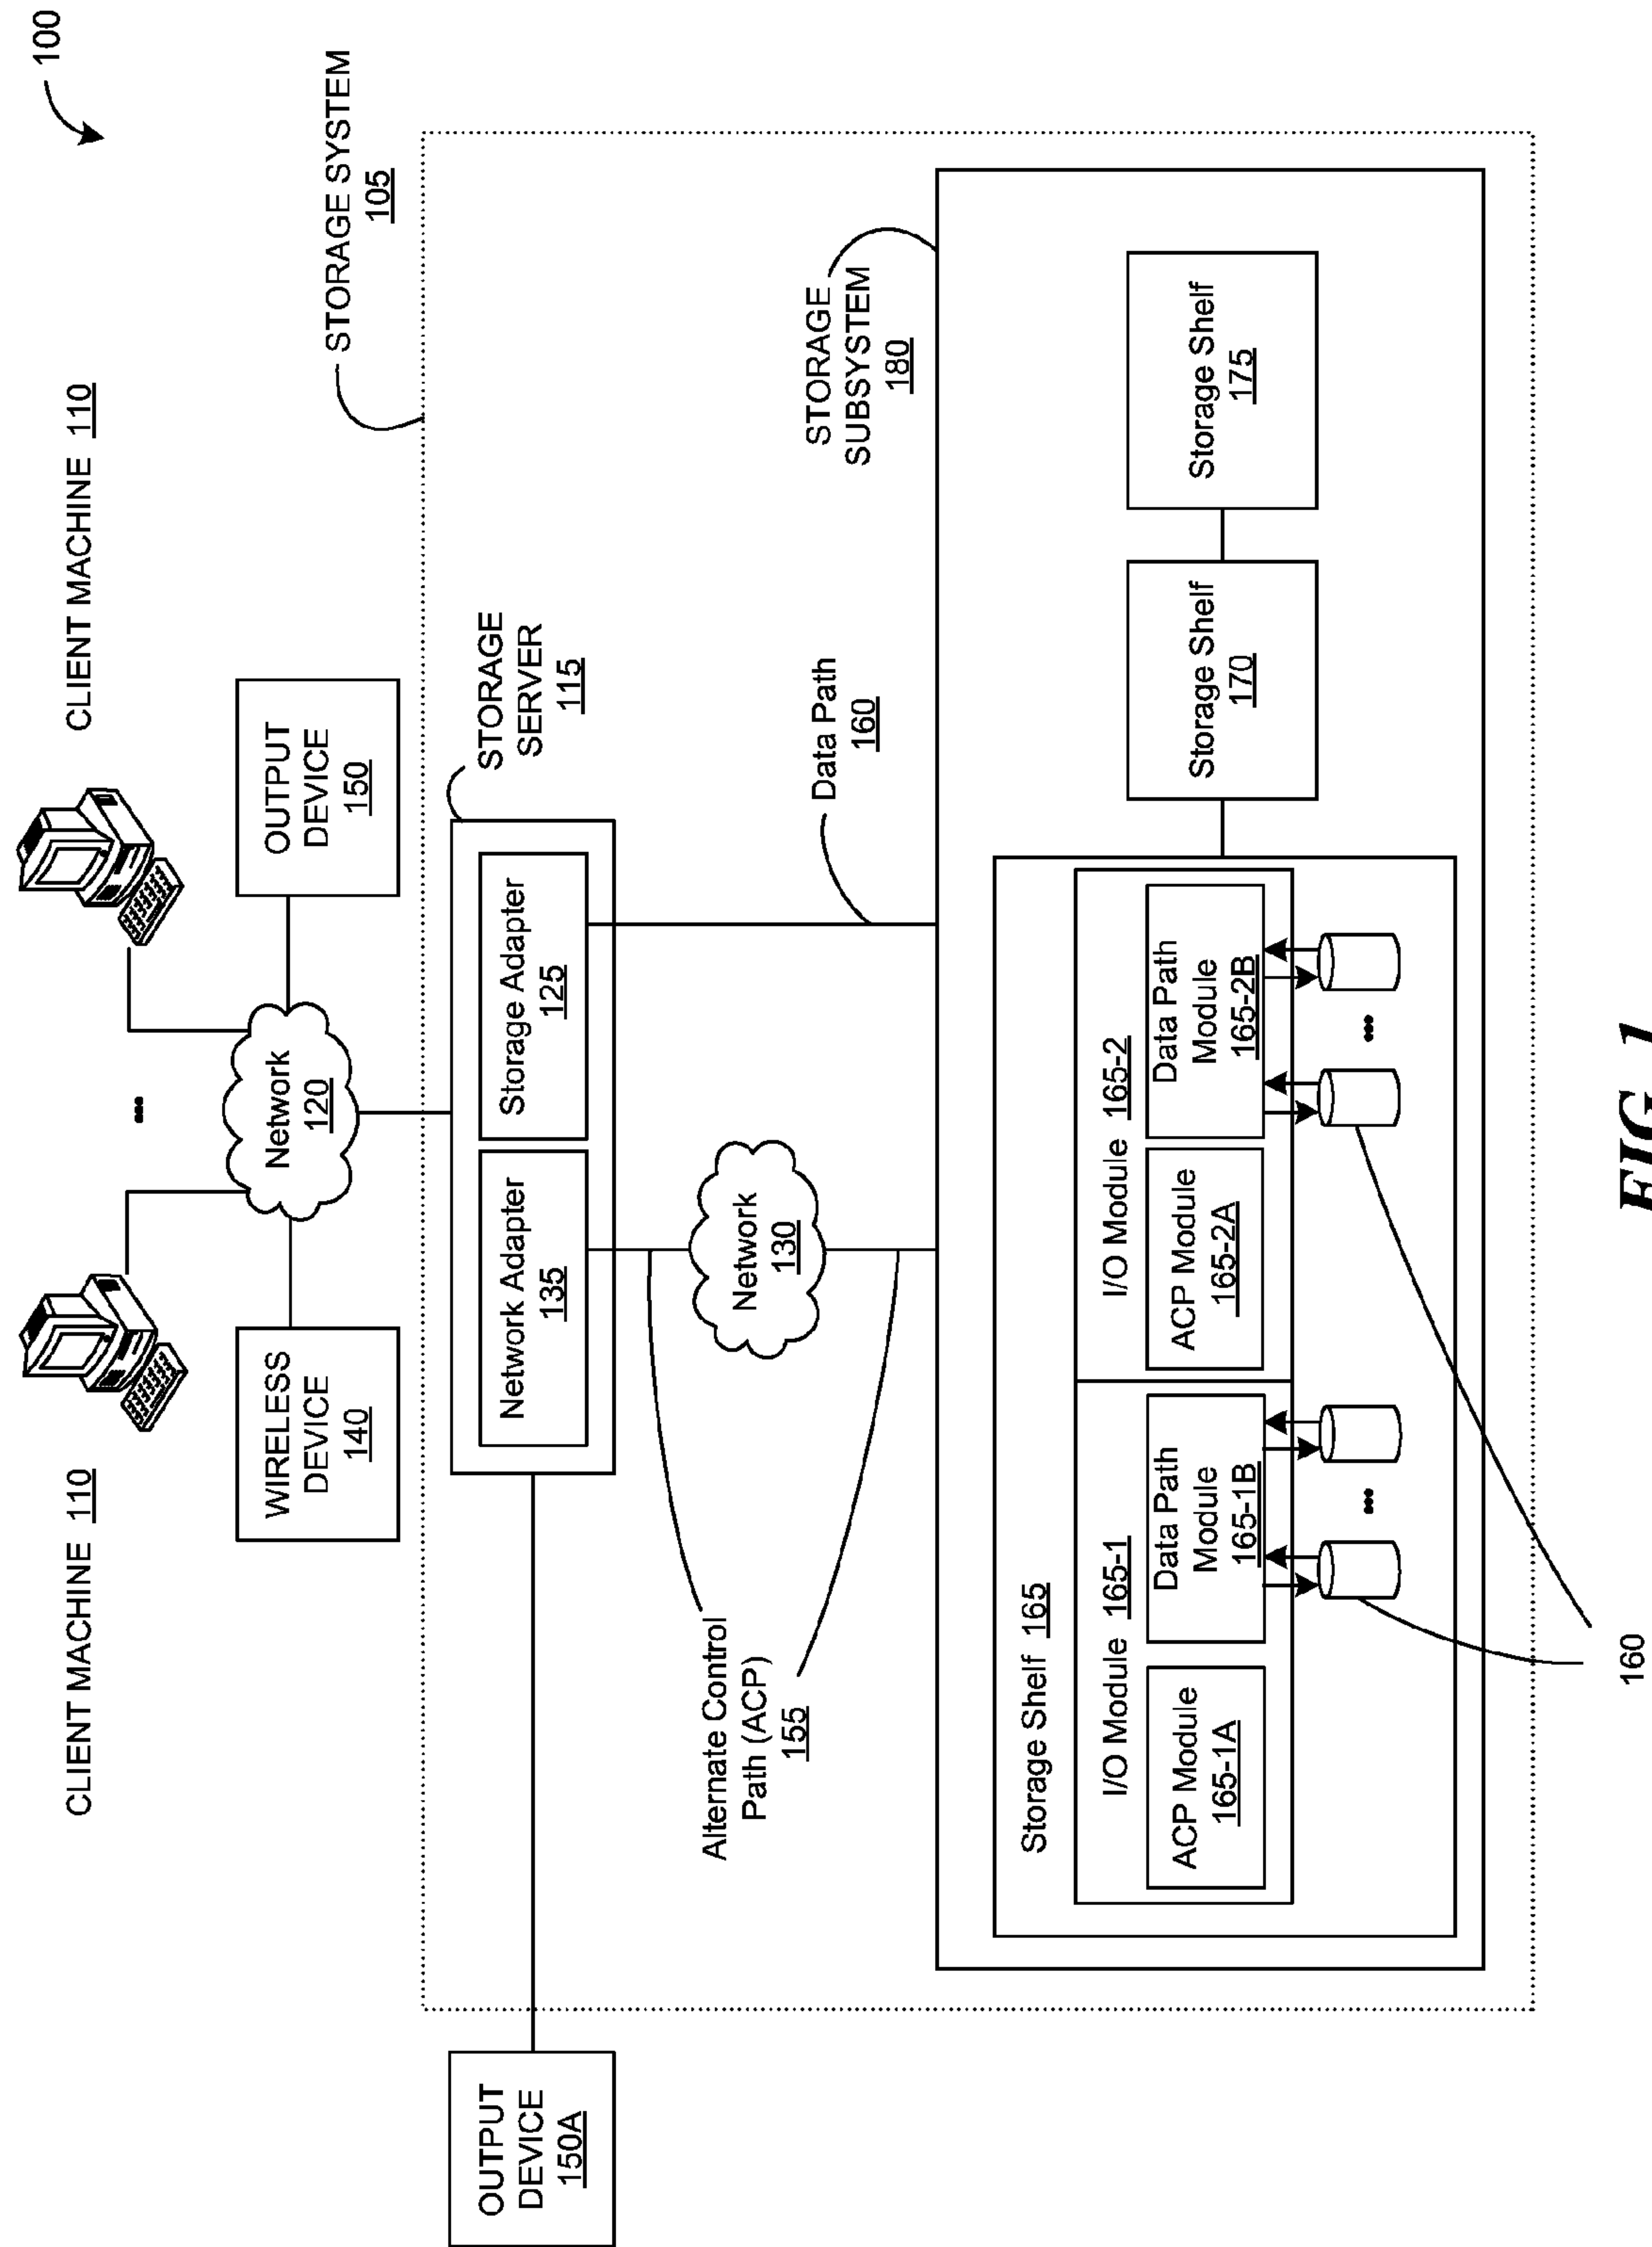 100
CLIENT MACHINE 110
CLIENT MACHINE 110
WIRELESS
DEVICE
140
Network
120
OUTPUT
DEVICE
150
STORAGE SYSTEM
105
OUTPUT
DEVICE
150A
STORAGE
SERVER
115
Network Adapter
135
Storage Adapter
125
Alternate Control
Path (ACP)
155
Network
130
Data Path
160
STORAGE
SUBSYSTEM
180
Storage Shelf 165
I/O Module 165-1
ACP Module
165-1A
Data Path
Module
165-1B
I/O Module 165-2
ACP Module
165-2A
Data Path
Module
165-2B
Storage Shelf
170
Storage Shelf
175
160
FIG. 1